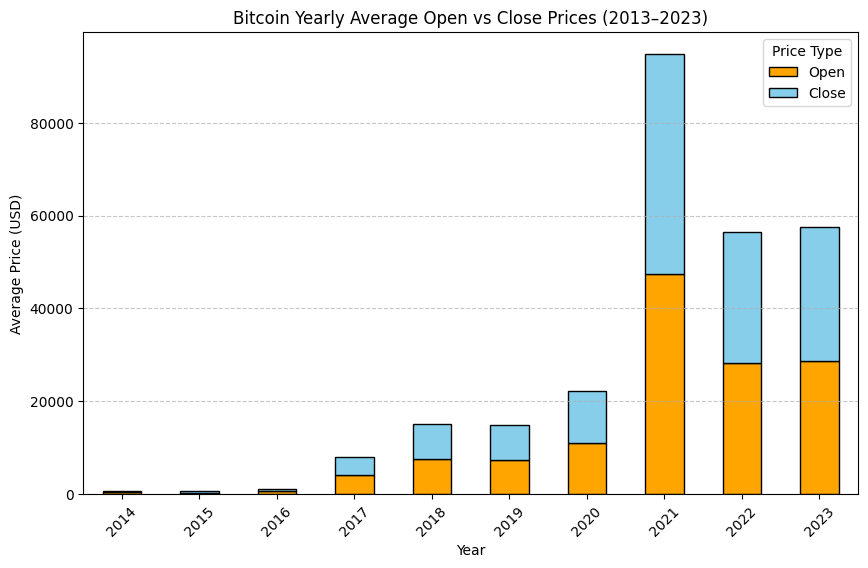 Bitcoin Yearly Average Open vs Close Prices (2013–2023)
Price Type
Open
Close
Average Price (USD)
80000
60000
40000
20000
0
2014
2015
2016
2017
2018
2019
2020
2021
2022
2023
Year